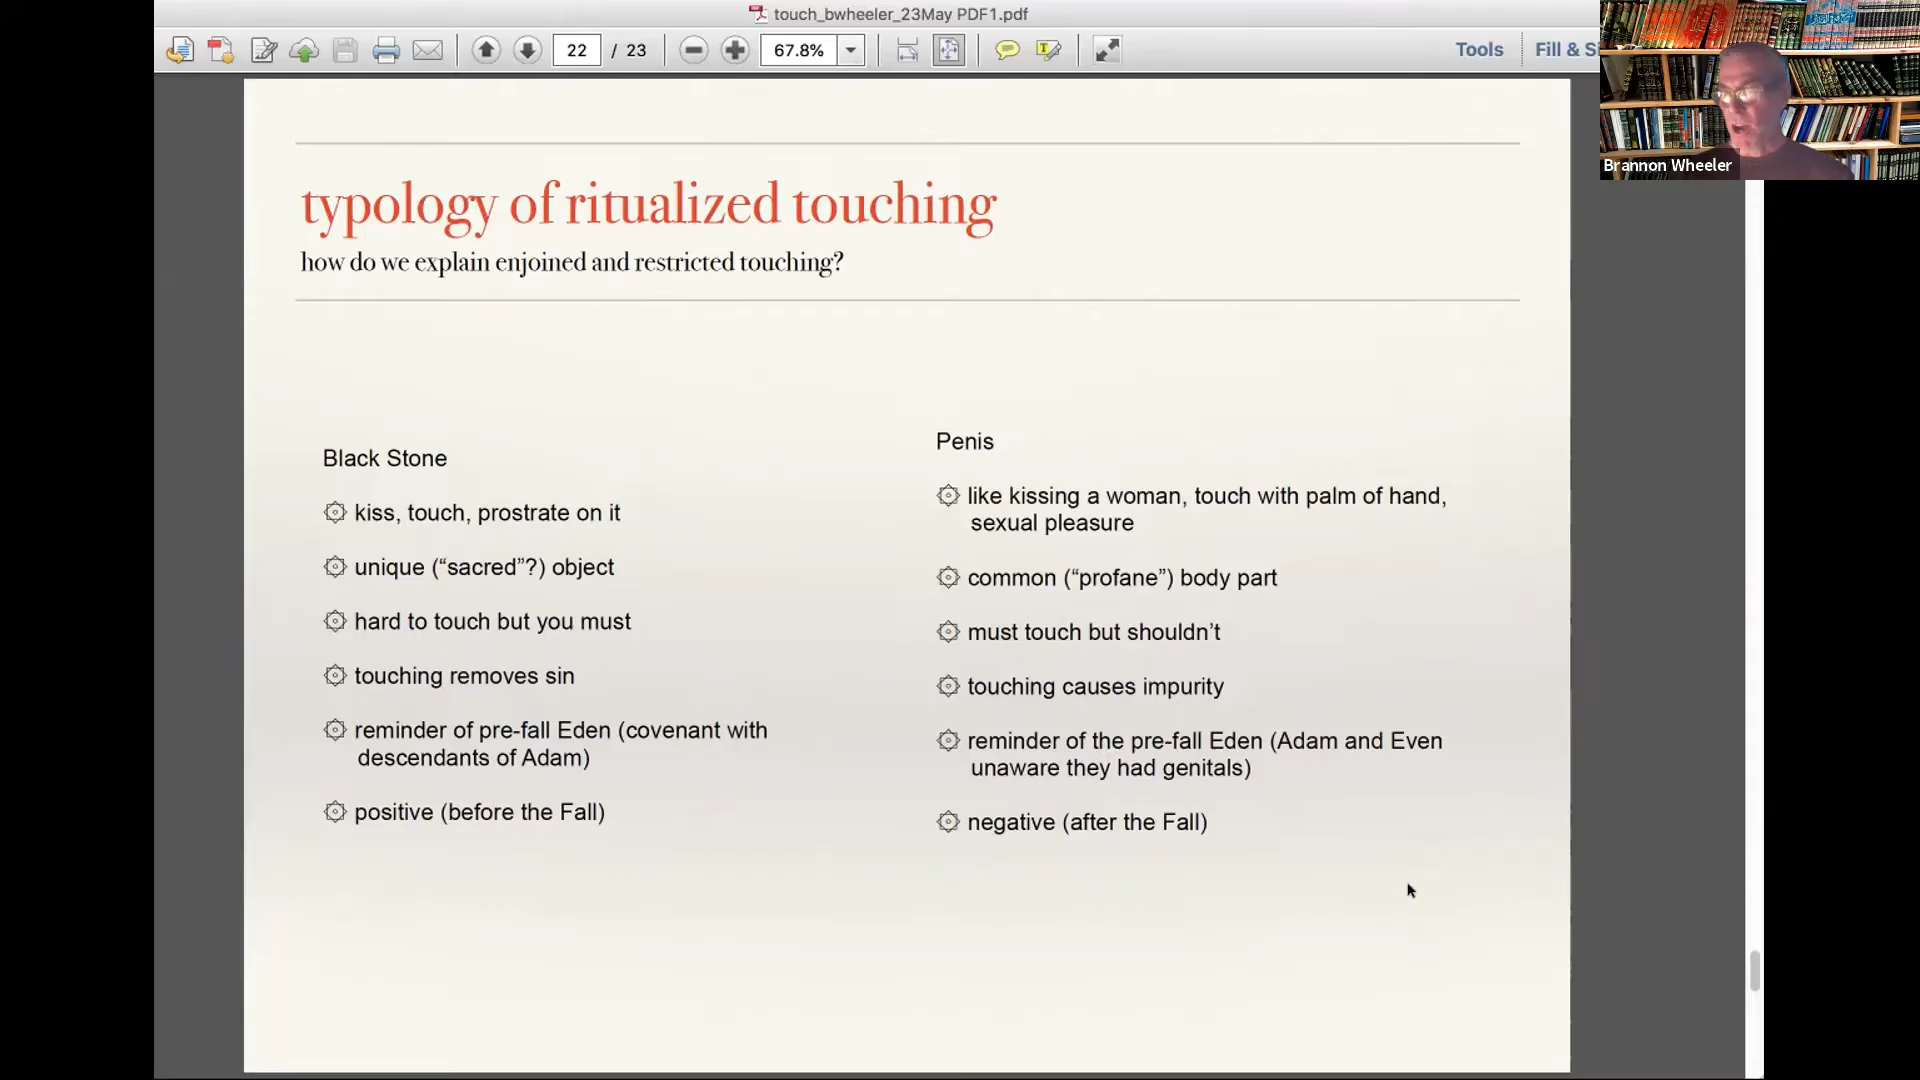 touch_bwheeler_23May PDF1.pdf
22 / 23
67.8%
Tools
Fill & Si
Brannon Wheeler
typology of ritualized touching
how do we explain enjoined and restricted touching?
Black Stone
kiss, touch, prostrate on it
unique (“sacred”?) object
hard to touch but you must
touching removes sin
reminder of pre-fall Eden (covenant with
descendants of Adam)
positive (before the Fall)
Penis
like kissing a woman, touch with palm of hand,
sexual pleasure
common (“profane”) body part
must touch but shouldn’t
touching causes impurity
reminder of the pre-fall Eden (Adam and Even
unaware they had genitals)
negative (after the Fall)